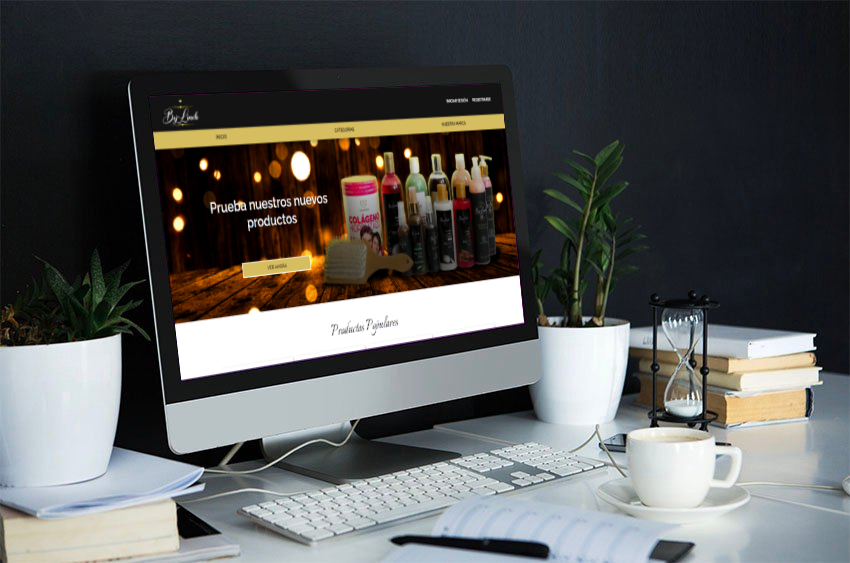 By Linch
INICIAR SESIÓN REGISTRARSE
INICIO CATEGORIAS NUESTRA MARCA
Prueba nuestros nuevos
productos
VER AHORA
COLÁGENO
Productos Populares